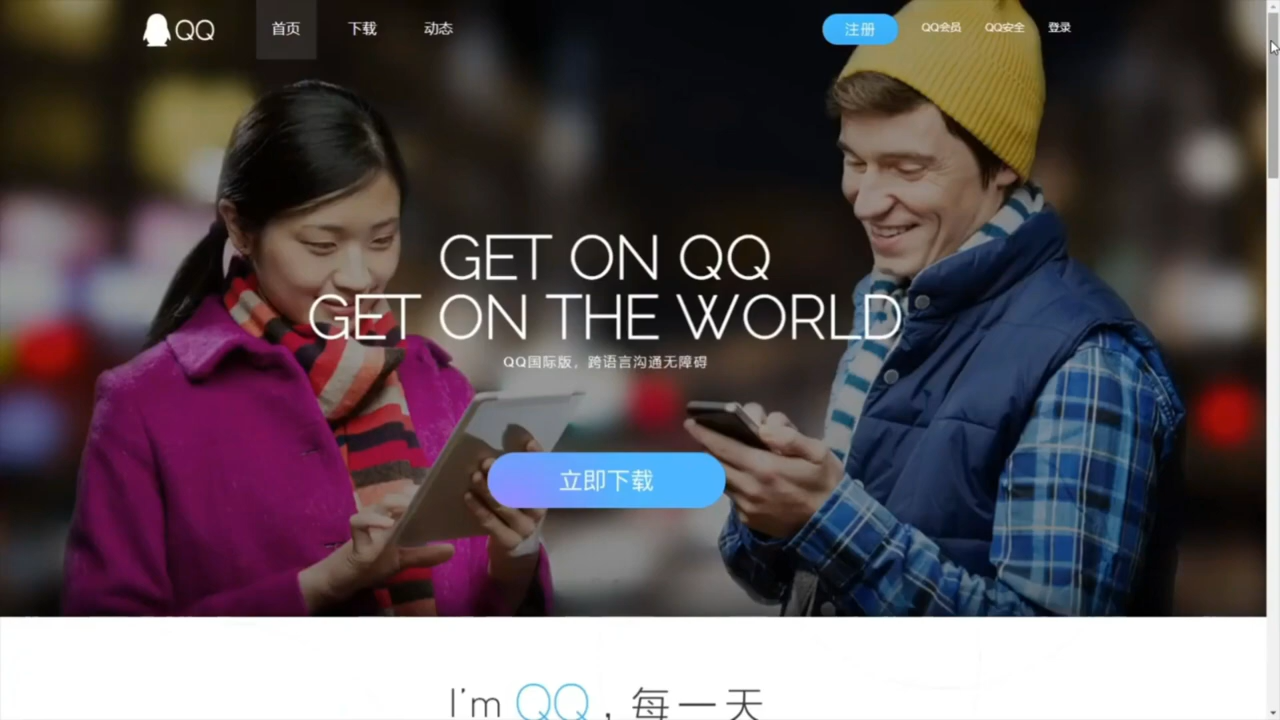 QQ 首页 下载 动态 注册 QQ会员 QQ安全 登录
GET ON QQ
GET ON THE WORLD
QQ国际版，跨语言沟通无障碍
立即下载
I'm QQ，每一天